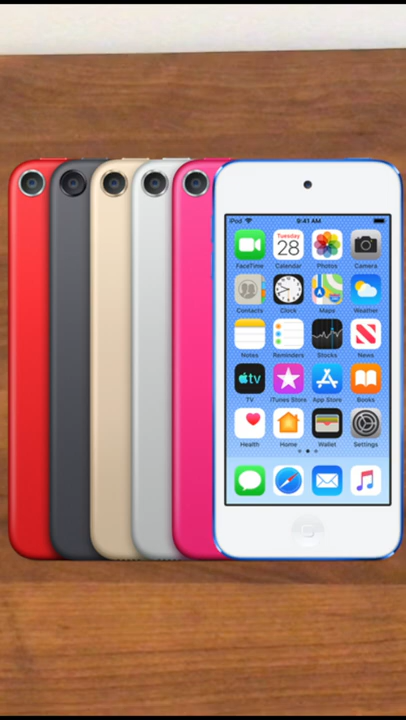 iPod 9:41 AM
Tuesday
28
FaceTime Calendar Photos Camera
Contacts Clock Maps Weather
Notes Reminders Stocks News
tv
TV iTunes Store App Store Books
Health Home Wallet Settings